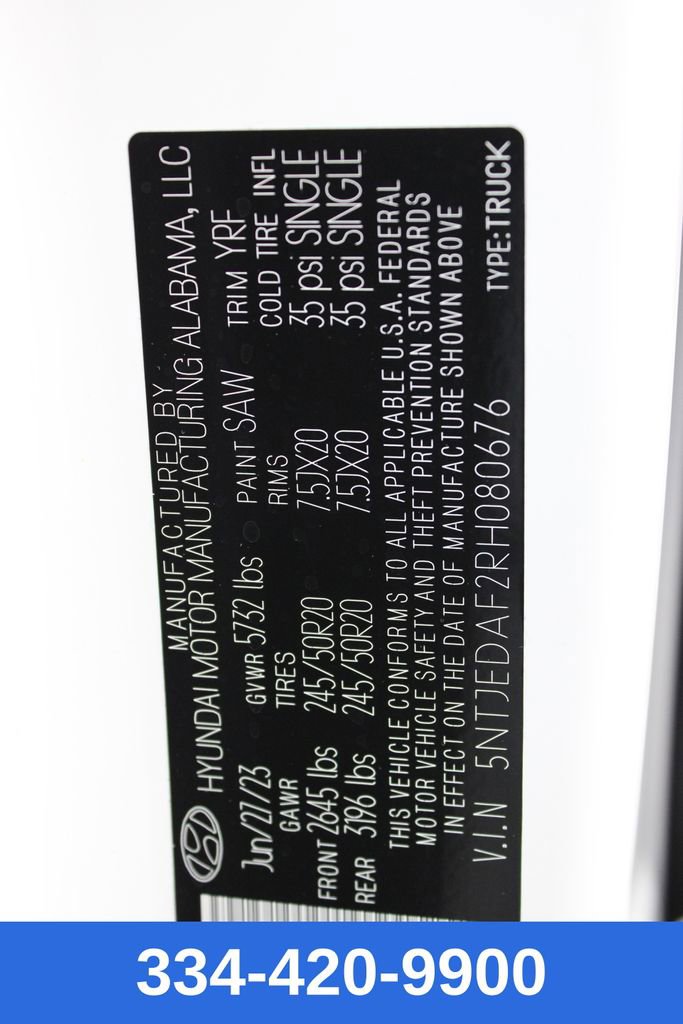 MANUFACTURED BY
HYUNDAI MOTOR MANUFACTURING ALABAMA, LLC
Jun/27/23 GVWR 5732 lbs PAINT SAW TRIM YRF
GAWR TIRES RIMS COLD TIRE INFL
FRONT 2645 lbs 245/50R20 7.5JX20 35 psi SINGLE
REAR 3196 lbs 245/50R20 7.5JX20 35 psi SINGLE
THIS VEHICLE CONFORMS TO ALL APPLICABLE U.S.A. FEDERAL
MOTOR VEHICLE SAFETY AND THEFT PREVENTION STANDARDS
IN EFFECT ON THE DATE OF MANUFACTURE SHOWN ABOVE
V.I.N 5NTJEDAF2RH080676 TYPE:TRUCK
334-420-9900